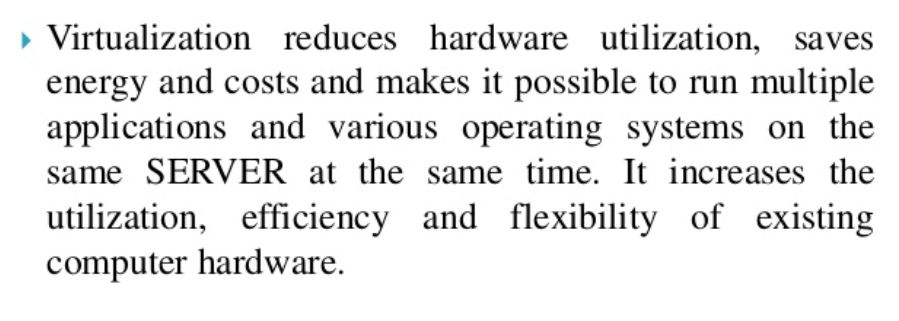 Virtualization reduces hardware utilization, saves
energy and costs and makes it possible to run multiple
applications and various operating systems on the
same SERVER at the same time. It increases the
utilization, efficiency and flexibility of existing
computer hardware.